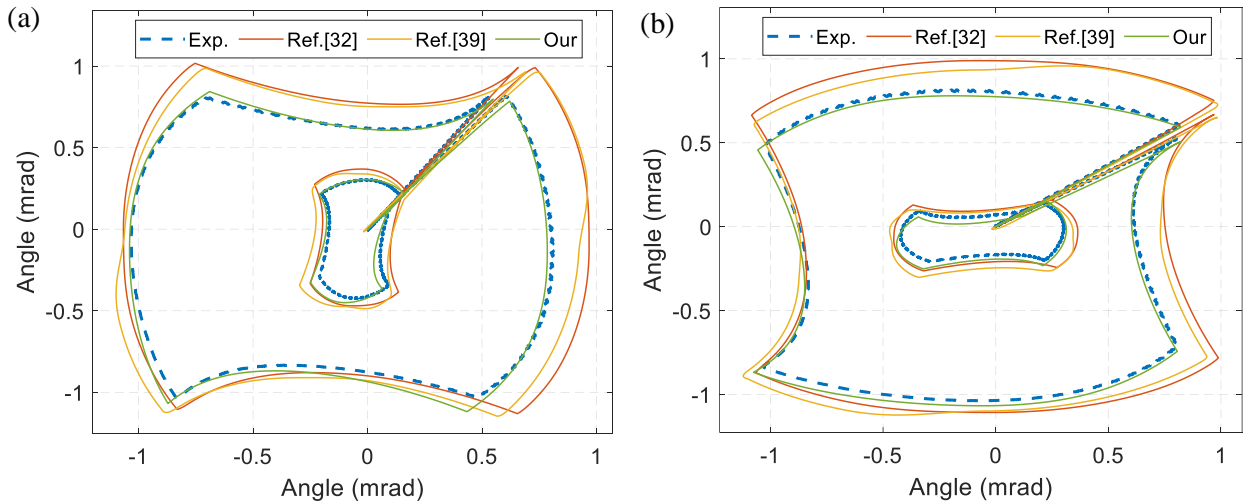 (a)
Exp. Ref.[32] Ref.[39] Our
1
0.5
0
-0.5
-1
Angle (mrad)
-1 -0.5 0 0.5 1
Angle (mrad)
(b)
Exp. Ref.[32] Ref.[39] Our
1
0.5
0
-0.5
-1
Angle (mrad)
-1 -0.5 0 0.5 1
Angle (mrad)